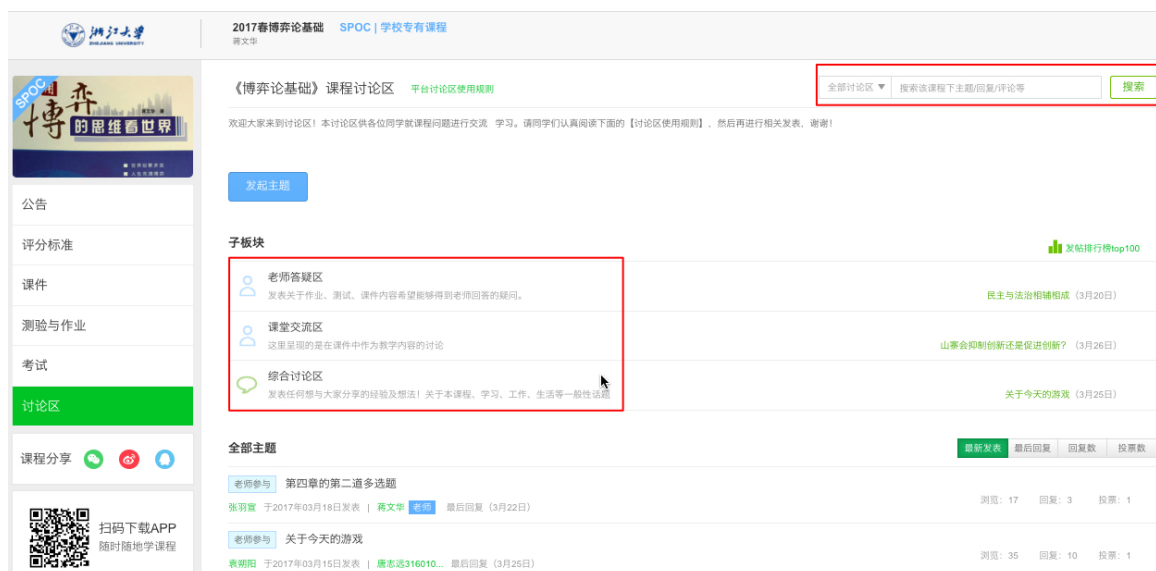 浙江大学
ZHEJIANG UNIVERSITY
2017春博弈论基础 SPOC | 学校专有课程
蒋文华
SPOC
博弈
的思维看世界
公告
评分标准
课件
测验与作业
考试
讨论区
课程分享
扫码下载APP
随时随地学课程
《博弈论基础》课程讨论区 平台讨论区使用规则
全部讨论区 ▼ 搜索该课程下主题/回复/评论等 搜索
欢迎大家来到讨论区！本讨论区供各位同学就课程问题进行交流 学习。请同学们认真阅读下面的【讨论区使用规则】，然后再进行相关发表，谢谢！
发起主题
子板块 发帖排行榜top100
老师答疑区
发表关于作业、测试、课件内容希望能够得到老师回答的疑问。 民主与法治相辅相成（3月20日）
课堂交流区
这里呈现的是在课件中作为教学内容的讨论 山寨会抑制创新还是促进创新？（3月26日）
综合讨论区
发表任何想与大家分享的经验及想法！关于本课程、学习、工作、生活等一般性话题 关于今天的游戏（3月25日）
全部主题 最新发表 最后回复 回复数 投票数
老师参与 第四章的第二道多选题
张羽萱 于2017年03月18日发表 | 蒋文华 老师 最后回复（3月22日） 浏览：17 回复：3 投票：1
老师参与 关于今天的游戏
袁朝阳 于2017年03月15日发表 | 唐志远316010... 最后回复（3月25日） 浏览：35 回复：10 投票：1